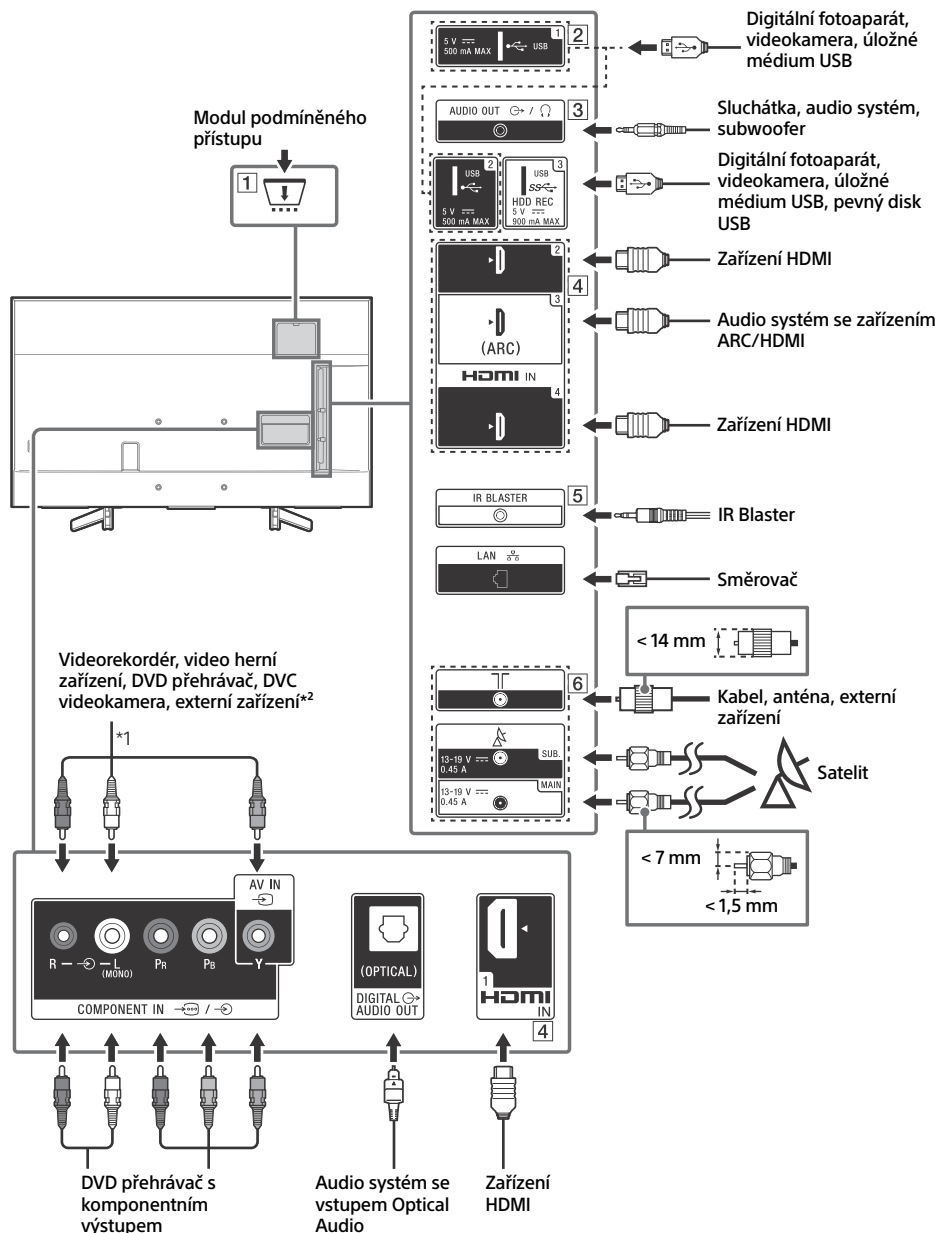 Modul podmíněného
přístupu
1
5 V
500 mA MAX
USB
1
2
Digitální fotoaparát,
videokamera, úložné
médium USB
AUDIO OUT /
3
Sluchátka, audio systém,
subwoofer
2
USB
5 V
500 mA MAX
3
USB
SS
HDD REC
5 V
900 mA MAX
Digitální fotoaparát,
videokamera, úložné
médium USB, pevný disk
USB
2
4
Zařízení HDMI
3
(ARC)
HDMI IN
Audio systém se zařízením
ARC/HDMI
4
Zařízení HDMI
IR BLASTER
5
IR Blaster
LAN
Směrovač
< 14 mm
6
Kabel, anténa, externí
zařízení
13-19 V
0.45 A
SUB.
13-19 V
0.45 A
MAIN
Satelit
< 7 mm
< 1,5 mm
Videorekordér, video herní
zařízení, DVD přehrávač, DVC
videokamera, externí zařízení*2
*1
AV IN
R L
(MONO)
PR
PB
Y
COMPONENT IN /
(OPTICAL)
DIGITAL
AUDIO OUT
1
HDMI
IN
4
DVD přehrávač s
komponentním
výstupem
Audio systém se
vstupem Optical
Audio
Zařízení
HDMI